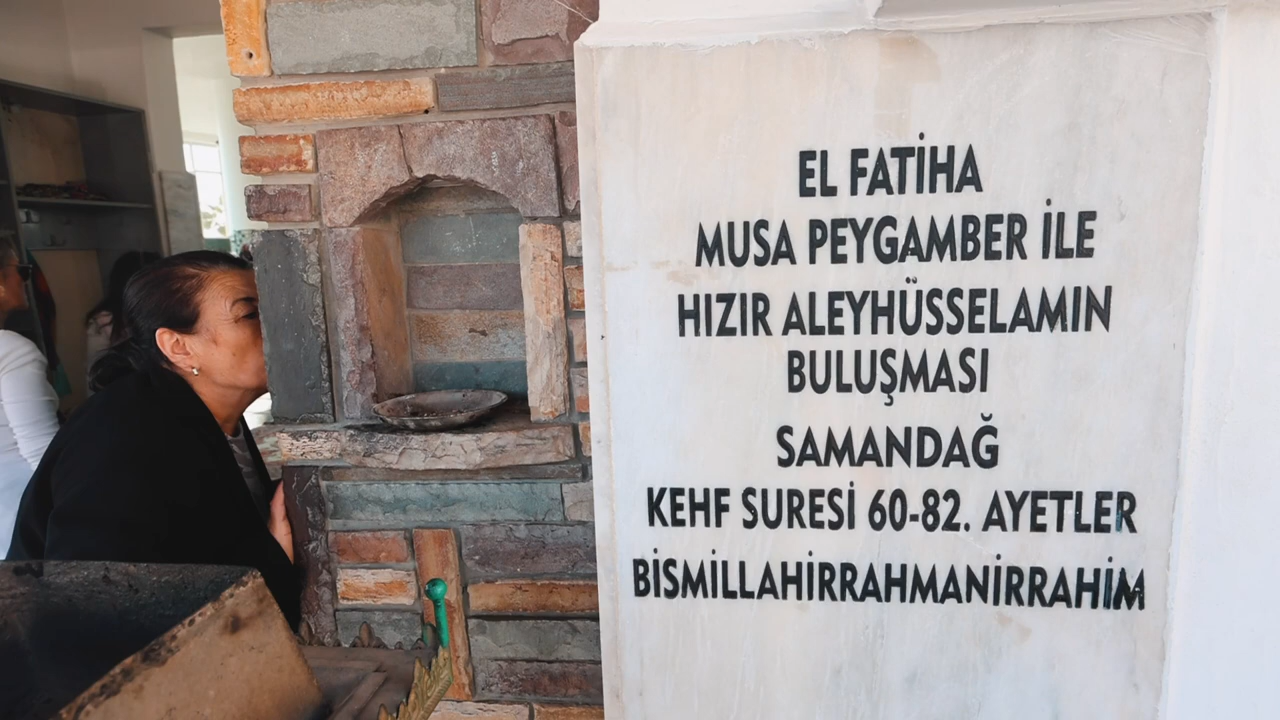 EL FATİHA
MUSA PEYGAMBER İLE
HIZIR ALEYHÜSSELAMIN
BULUŞMASI
SAMANDAĞ
KEHF SURESİ 60-82. AYETLER
BİSMİLLAHİRRAHMANİRRAHİM